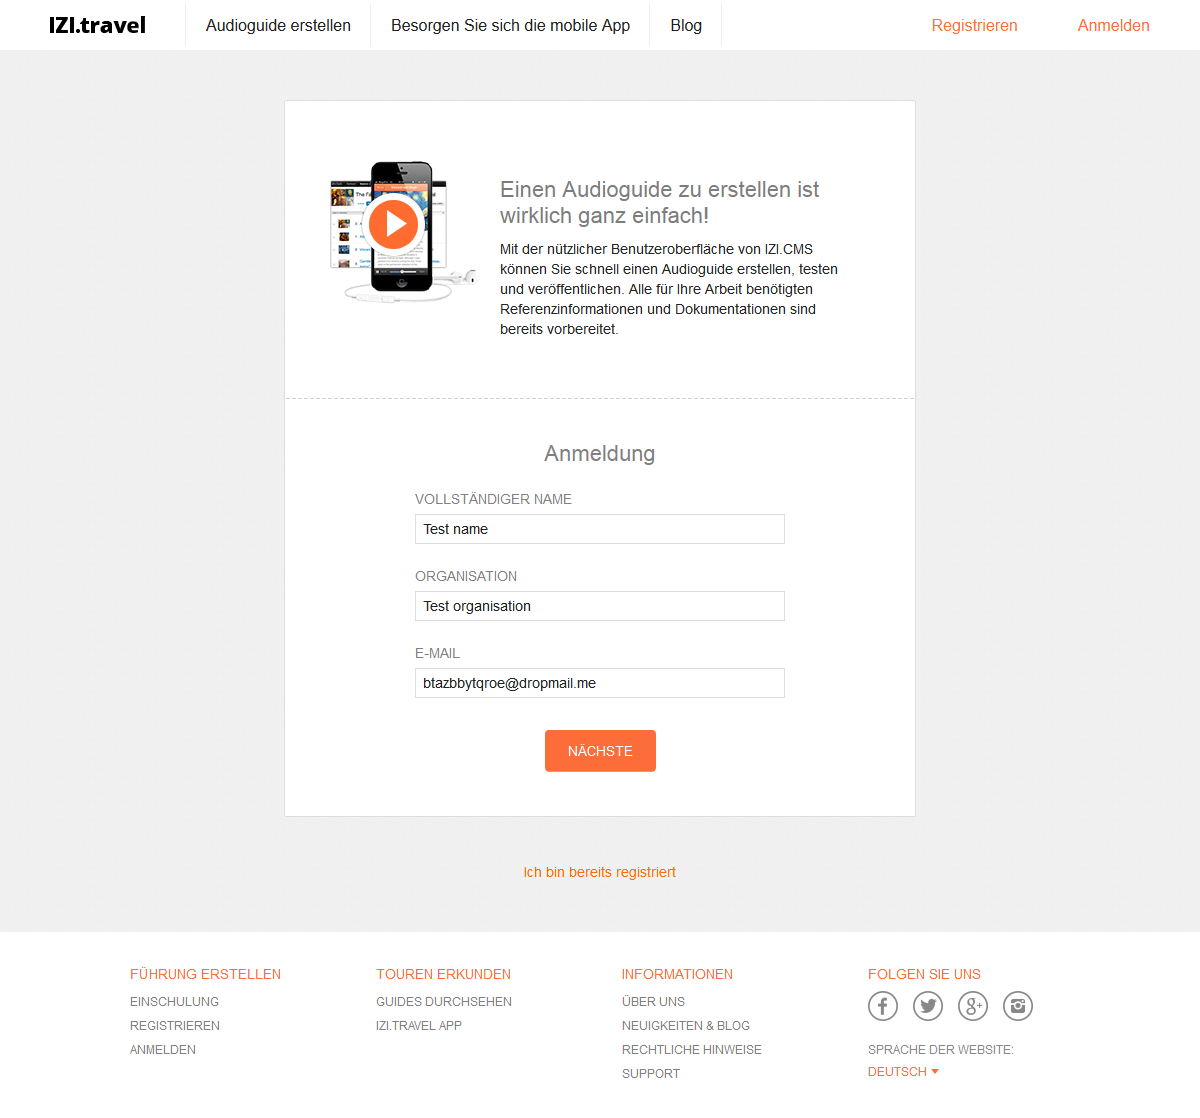 IZI.travel
Audioguide erstellen
Besorgen Sie sich die mobile App
Blog
Registrieren
Anmelden
Einen Audioguide zu erstellen ist
wirklich ganz einfach!
Mit der nützlicher Benutzeroberfläche von IZI.CMS
können Sie schnell einen Audioguide erstellen, testen
und veröffentlichen. Alle für Ihre Arbeit benötigten
Referenzinformationen und Dokumentationen sind
bereits vorbereitet.
Anmeldung
VOLLSTÄNDIGER NAME
Test name
ORGANISATION
Test organisation
E-MAIL
btazbbytqroe@dropmail.me
NÄCHSTE
Ich bin bereits registriert
FÜHRUNG ERSTELLEN
EINSCHULUNG
REGISTRIEREN
ANMELDEN
TOUREN ERKUNDEN
GUIDES DURCHSEHEN
IZI.TRAVEL APP
INFORMATIONEN
ÜBER UNS
NEUIGKEITEN & BLOG
RECHTLICHE HINWEISE
SUPPORT
FOLGEN SIE UNS
SPRACHE DER WEBSITE:
DEUTSCH